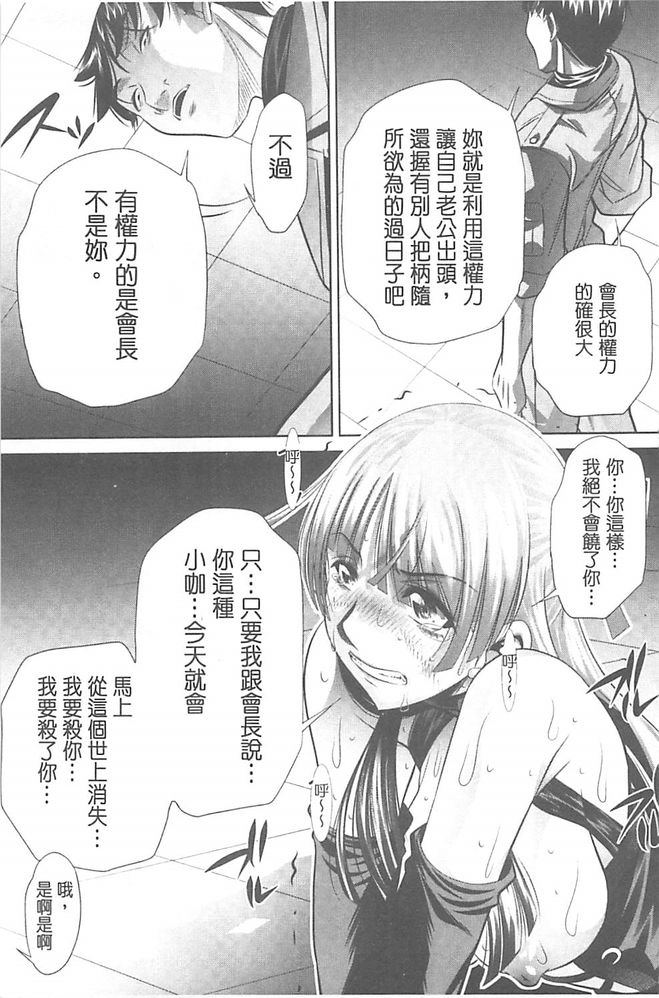 會長的權力
的確很大
妳就是利用這權力
讓自己老公出頭，
還握有別人把柄隨
所欲為的過日子吧
不過
有權力的是會長
不是妳。
你…你這樣…
我絕不會饒了你…
呼～～
只…只要我跟會長說…
你這種
小咖…今天就會
呼～～
馬上
從這個世上消失…
我要殺你…
我要殺了你…
呼～～
哦，
是啊是啊